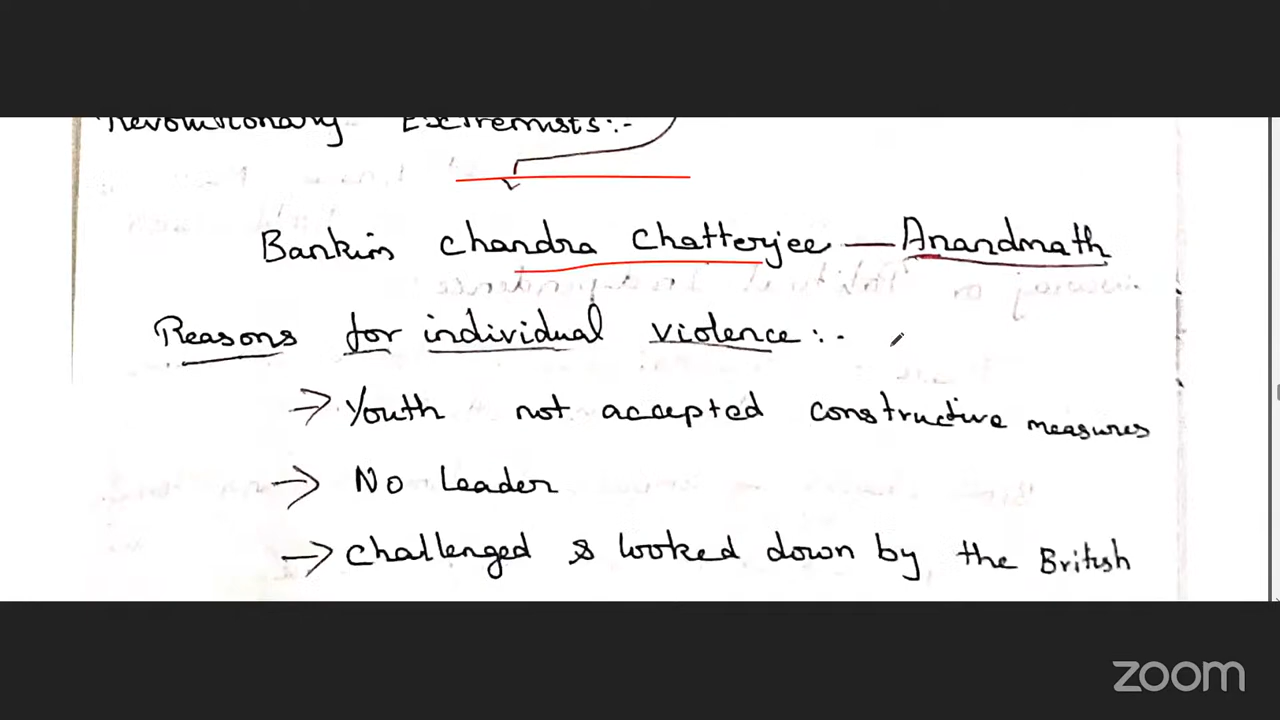 Revolutionary Extremists:-
Bankim Chandra Chatterjee — Anandmath
Reasons for individual violence:-
→ Youth not accepted constructive measures
→ No Leader
→ Challenged & looked down by the British
zoom